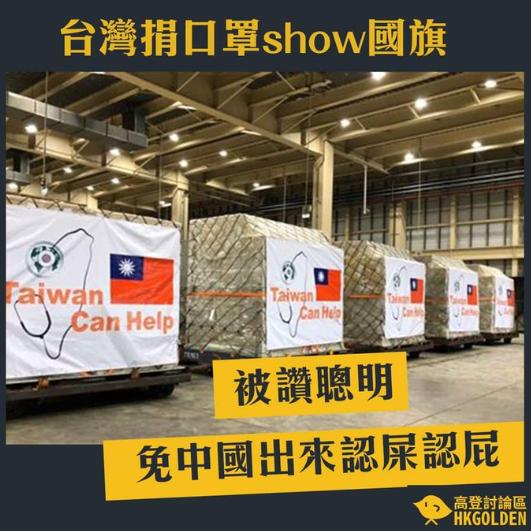 台灣捐口罩show國旗
Taiwan
Can Help
Taiwan
Can Help
Taiwan
Can Help
被讚聰明
免中國出來認屎認屁
高登討論區
HKGOLDEN